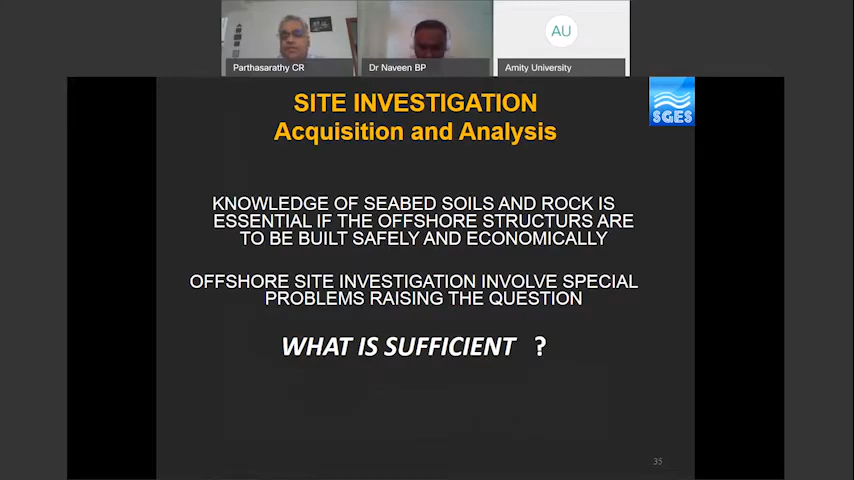 AU
Parthasarathy CR
Dr Naveen BP
Amity University
SITE INVESTIGATION
Acquisition and Analysis
SGES
KNOWLEDGE OF SEABED SOILS AND ROCK IS
ESSENTIAL IF THE OFFSHORE STRUCTURS ARE
TO BE BUILT SAFELY AND ECONOMICALLY
OFFSHORE SITE INVESTIGATION INVOLVE SPECIAL
PROBLEMS RAISING THE QUESTION
WHAT IS SUFFICIENT ?
35